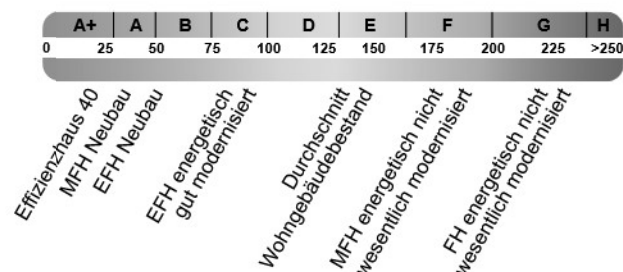 A+ A B C D E F G H
0 25 50 75 100 125 150 175 200 225 >250
Effizienzhaus 40
MFH Neubau
EFH Neubau
EFH energetisch
gut modernisiert
Durchschnitt
Wohngebäudebestand
MFH energetisch nicht
wesentlich modernisiert
FH energetisch nicht
wesentlich modernisiert